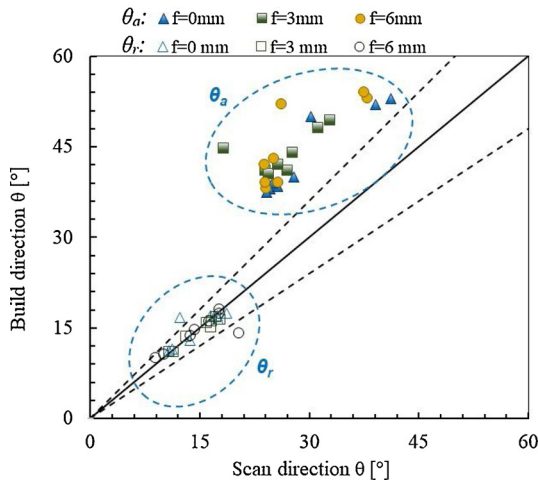 θa: f=0mm f=3mm f=6mm
θr: f=0 mm f=3 mm f=6 mm
60
θa
45
Build direction θ [°]
30
15
θr
0
0 15 30 45 60
Scan direction θ [°]